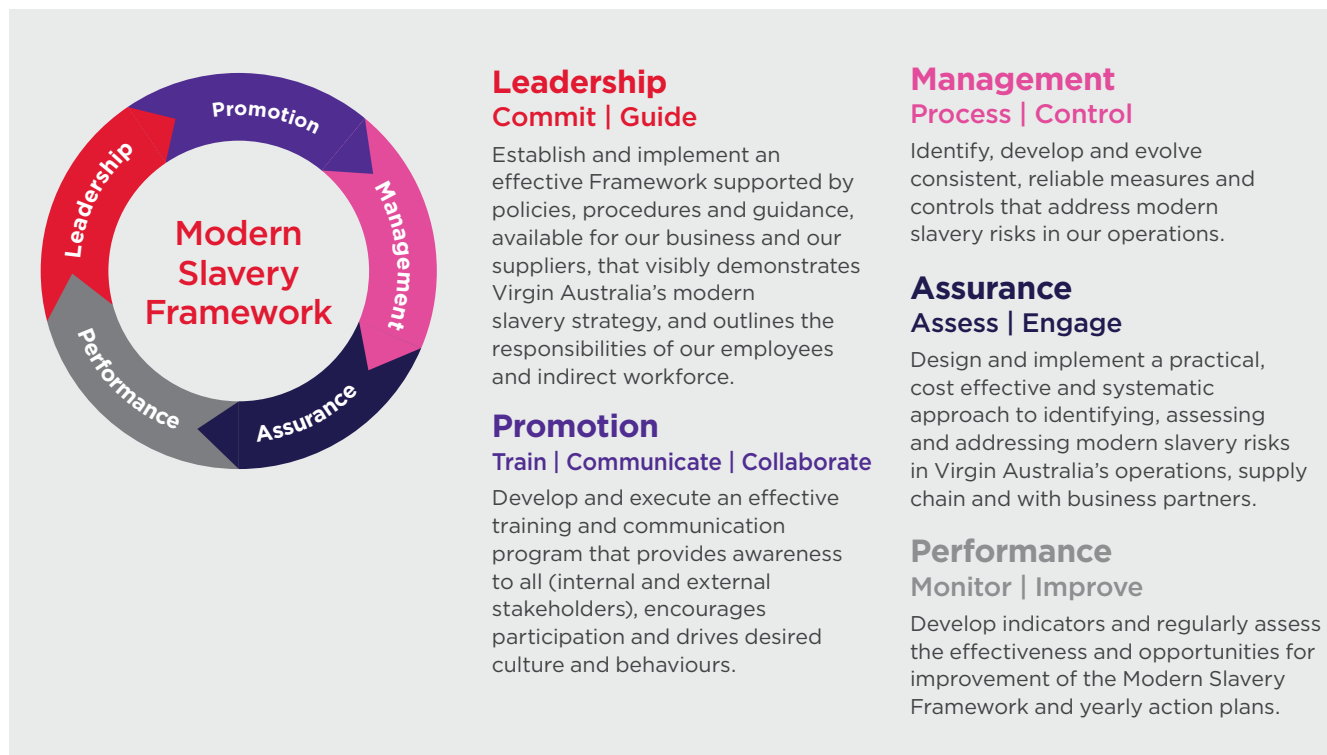 Promotion
Leadership
Management
Performance
Assurance
Modern
Slavery
Framework
Leadership
Commit | Guide
Establish and implement an
effective Framework supported by
policies, procedures and guidance,
available for our business and our
suppliers, that visibly demonstrates
Virgin Australia’s modern
slavery strategy, and outlines the
responsibilities of our employees
and indirect workforce.
Promotion
Train | Communicate | Collaborate
Develop and execute an effective
training and communication
program that provides awareness
to all (internal and external
stakeholders), encourages
participation and drives desired
culture and behaviours.
Management
Process | Control
Identify, develop and evolve
consistent, reliable measures and
controls that address modern
slavery risks in our operations.
Assurance
Assess | Engage
Design and implement a practical,
cost effective and systematic
approach to identifying, assessing
and addressing modern slavery risks
in Virgin Australia’s operations, supply
chain and with business partners.
Performance
Monitor | Improve
Develop indicators and regularly assess
the effectiveness and opportunities for
improvement of the Modern Slavery
Framework and yearly action plans.